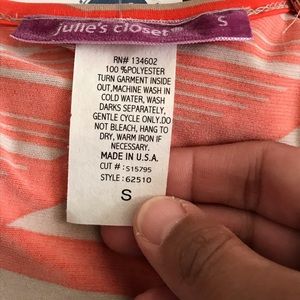 julie's closet S
RN# 134602
100 %POLYESTER
TURN GARMENT INSIDE
OUT,MACHINE WASH IN
COLD WATER, WASH
DARKS SEPARATELY,
GENTLE CYCLE ONLY.DO
NOT BLEACH, HANG TO
DRY, WARM IRON IF
NECESSARY.
MADE IN U.S.A.
CUT # : S15795
STYLE : 62510
S